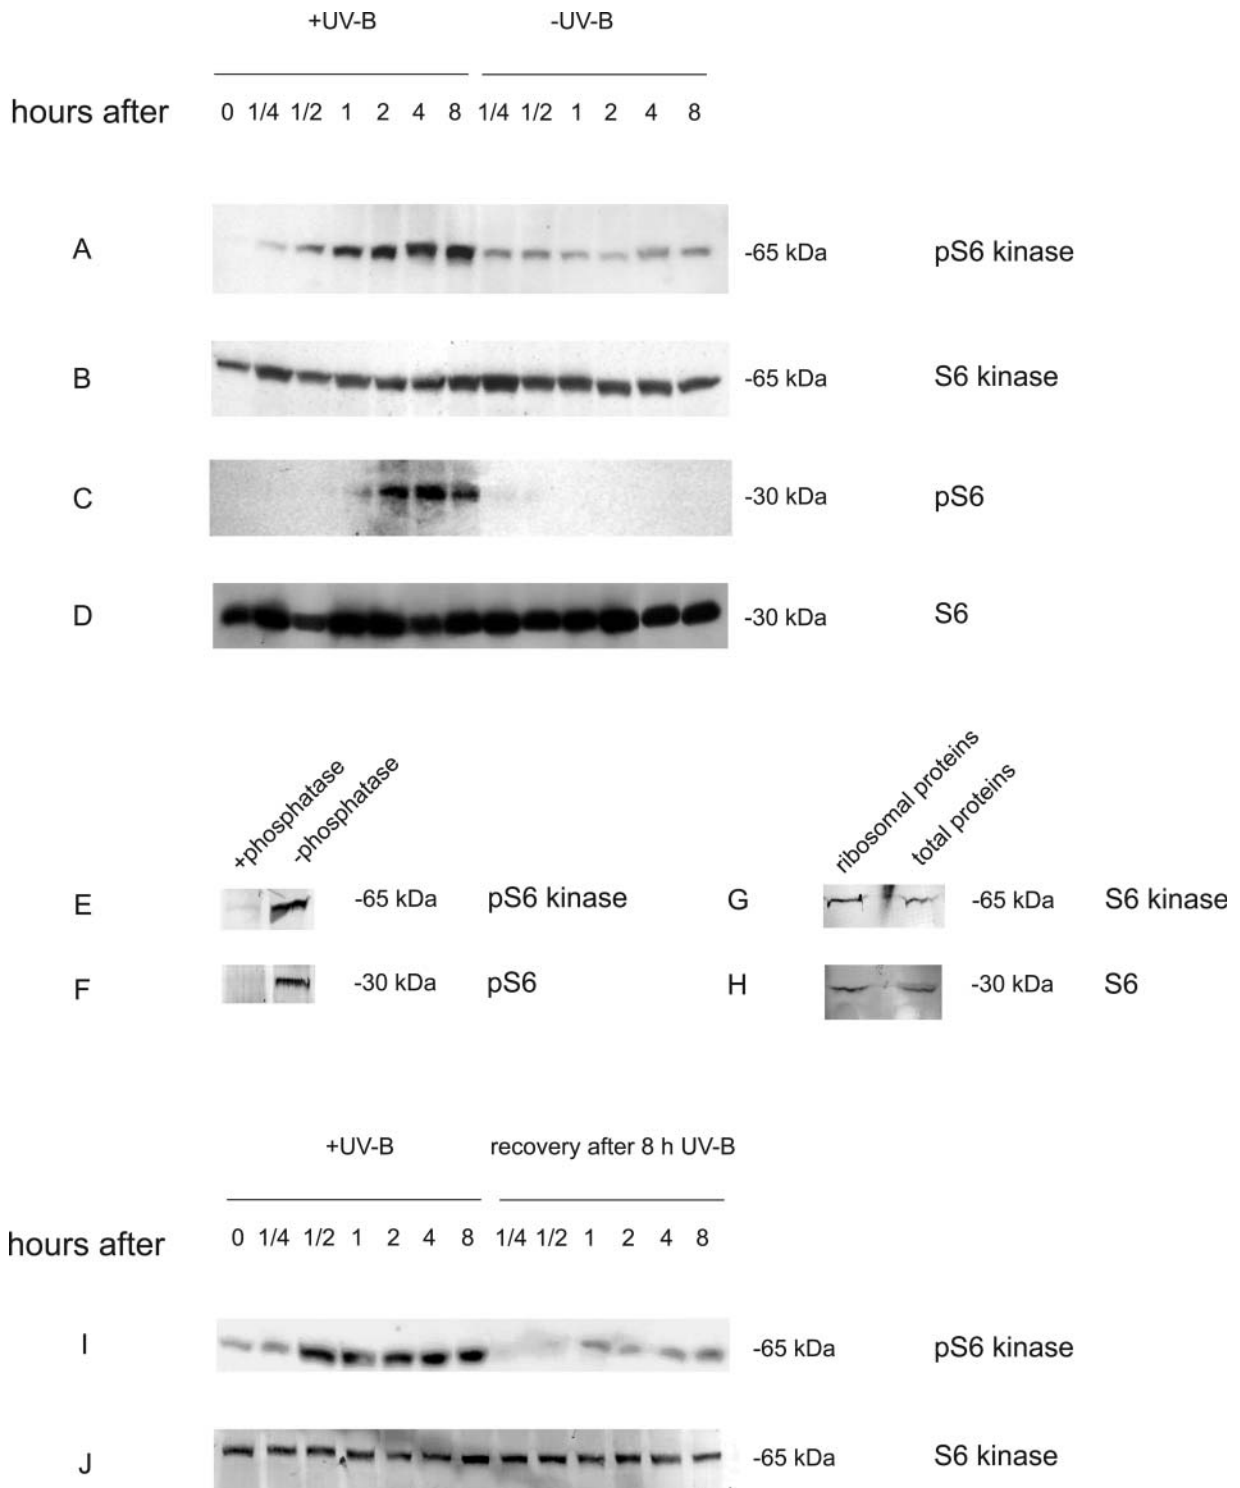 +UV-B -UV-B
hours after 0 1/4 1/2 1 2 4 8 1/4 1/2 1 2 4 8
A -65 kDa pS6 kinase
B -65 kDa S6 kinase
C -30 kDa pS6
D -30 kDa S6
+phosphatase -phosphatase ribosomal proteins total proteins
E -65 kDa pS6 kinase G -65 kDa S6 kinase
F -30 kDa pS6 H -30 kDa S6
+UV-B recovery after 8 h UV-B
hours after 0 1/4 1/2 1 2 4 8 1/4 1/2 1 2 4 8
I -65 kDa pS6 kinase
J -65 kDa S6 kinase